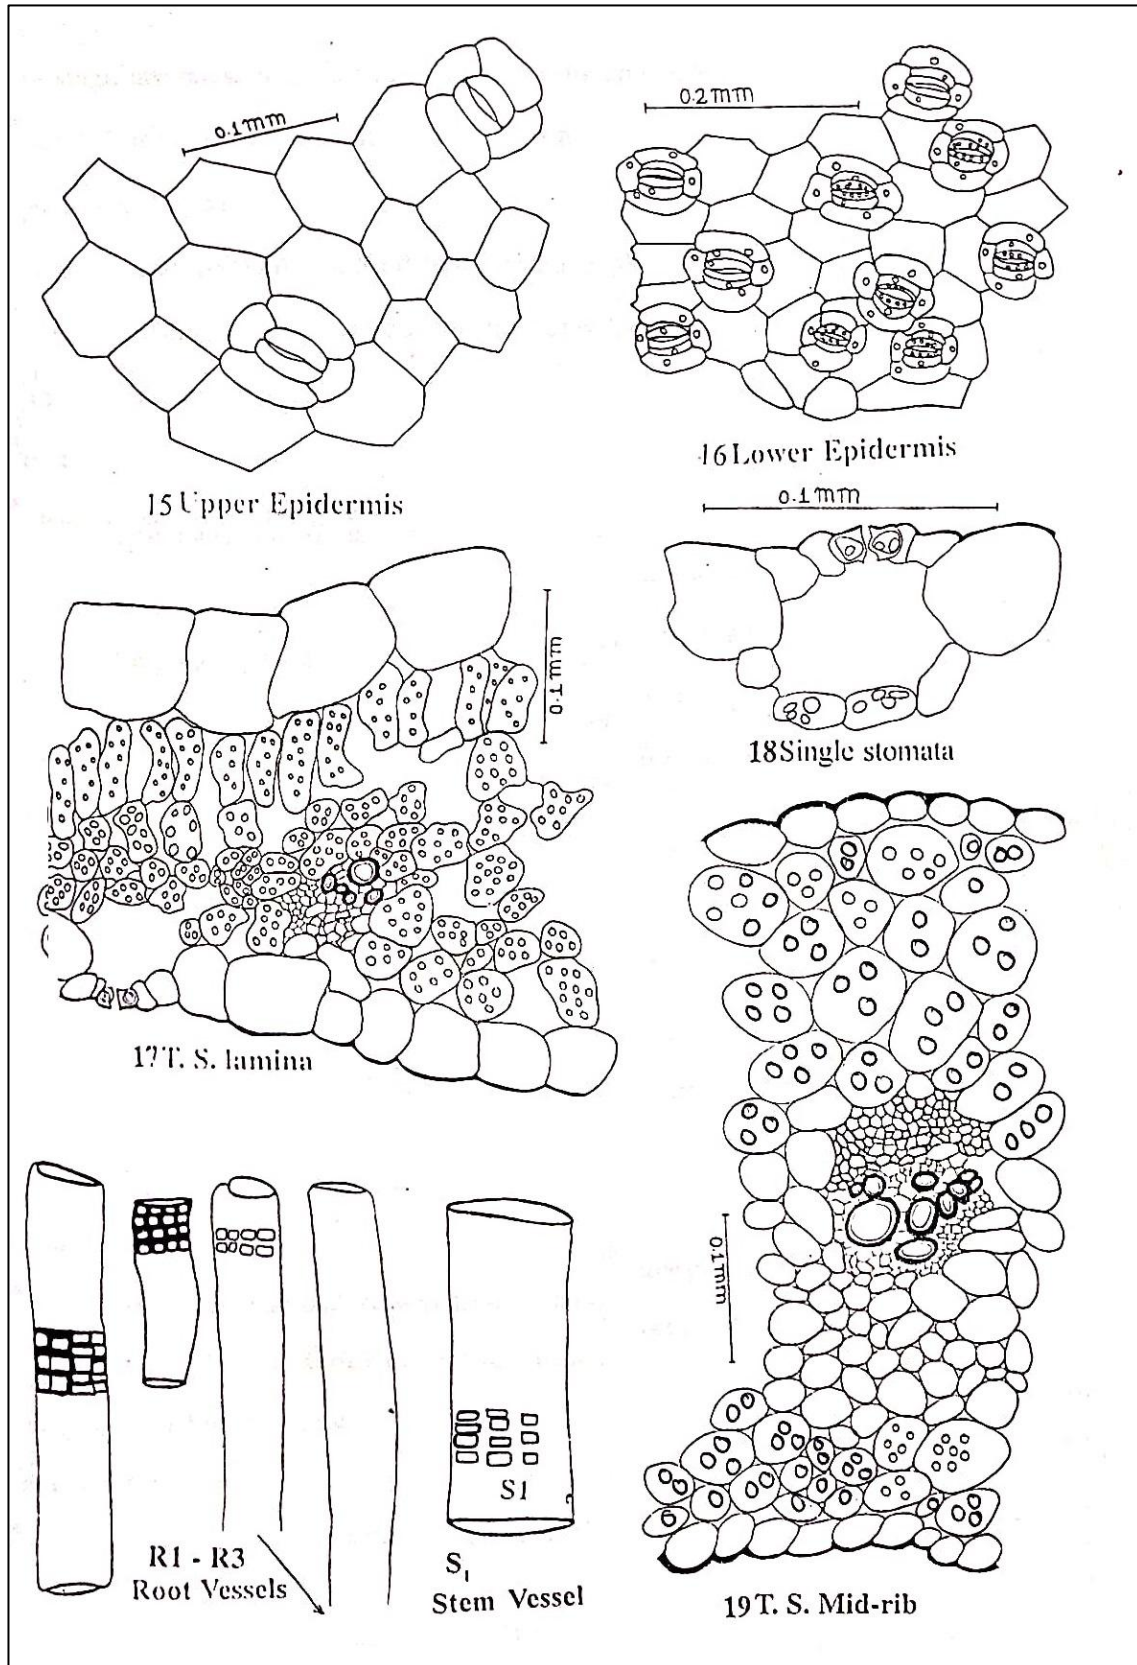 0.1mm
0.2mm
15 Upper Epidermis
16 Lower Epidermis
0.1mm
0.1mm
18 Single stomata
17 T. S. lamina
0.1mm
S1
R1 - R3
Root Vessels
S1
Stem Vessel
19 T. S. Mid-rib